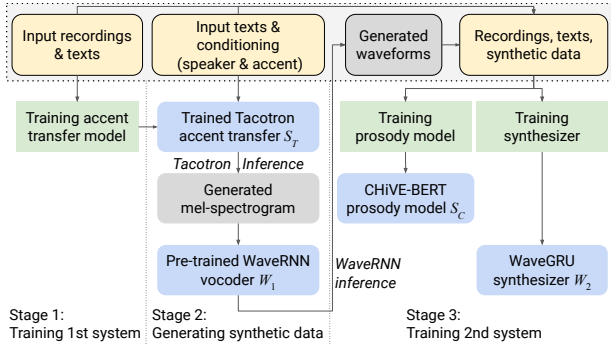 Input recordings
& texts
Input texts &
conditioning
(speaker & accent)
Generated
waveforms
Recordings, texts,
synthetic data
Training accent
transfer model
Trained Tacotron
accent transfer S_T
Training
prosody model
Training
synthesizer
Tacotron Inference
Generated
mel-spectrogram
CHiVE-BERT
prosody model S_C
Pre-trained WaveRNN
vocoder W_1
WaveRNN
inference
WaveGRU
synthesizer W_2
Stage 1:
Training 1st system
Stage 2:
Generating synthetic data
Stage 3:
Training 2nd system